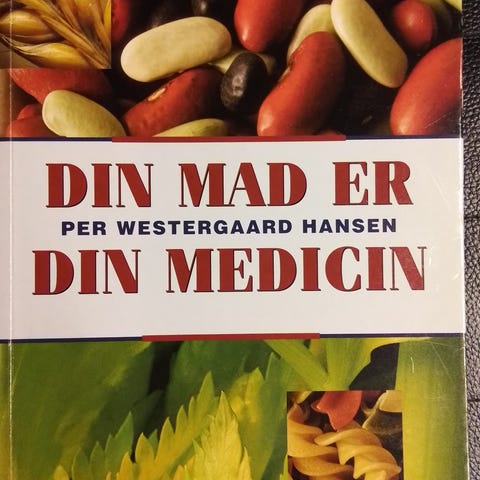 DIN MAD ER
PER WESTERGAARD HANSEN
DIN MEDICIN